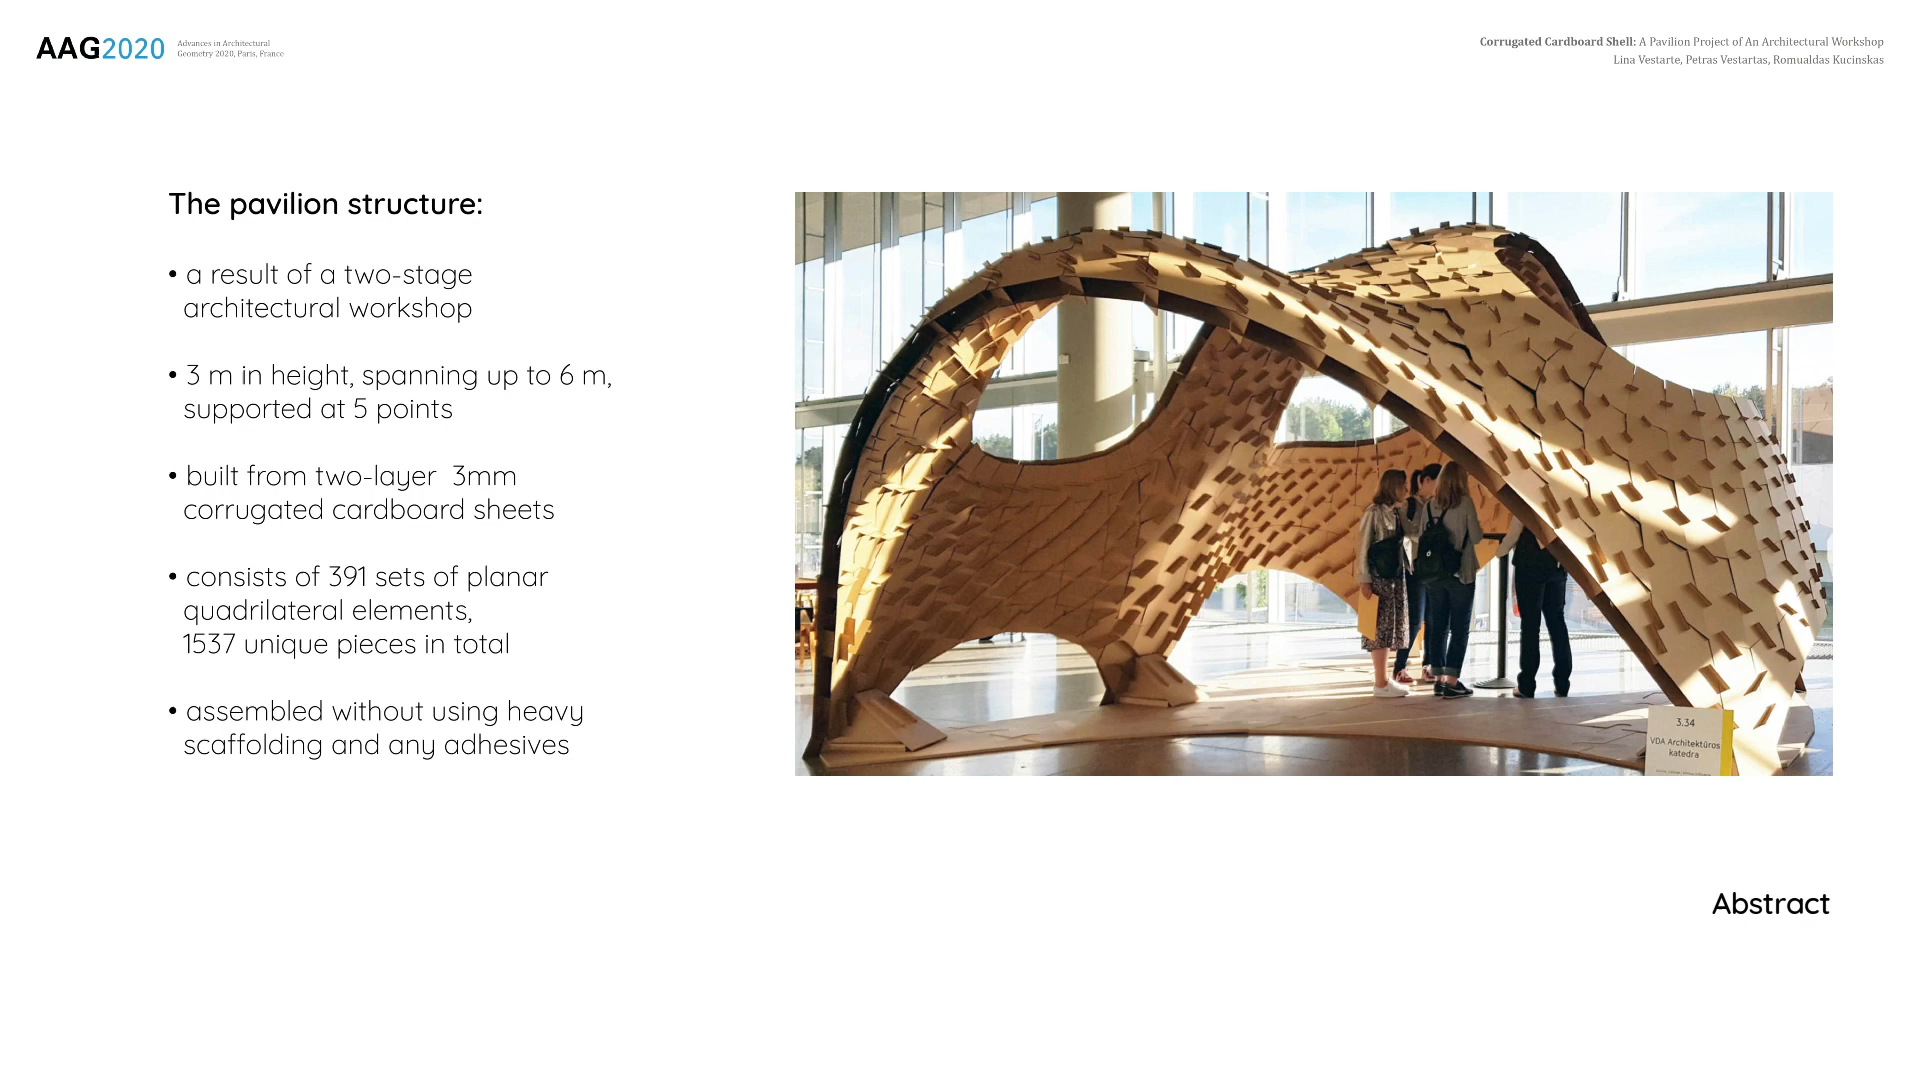 AAG2020
Advances in Architectural
Geometry 2020, Paris, France
Corrugated Cardboard Shell: A Pavilion Project of An Architectural Workshop
Lina Vestarte, Petras Vestartas, Romualdas Kucinskas
The pavilion structure:
• a result of a two-stage
architectural workshop
• 3 m in height, spanning up to 6 m,
supported at 5 points
• built from two-layer  3mm
corrugated cardboard sheets
• consists of 391 sets of planar
quadrilateral elements,
1537 unique pieces in total
• assembled without using heavy
scaffolding and any adhesives
3.34
VDA Architektūros
katedra
Abstract